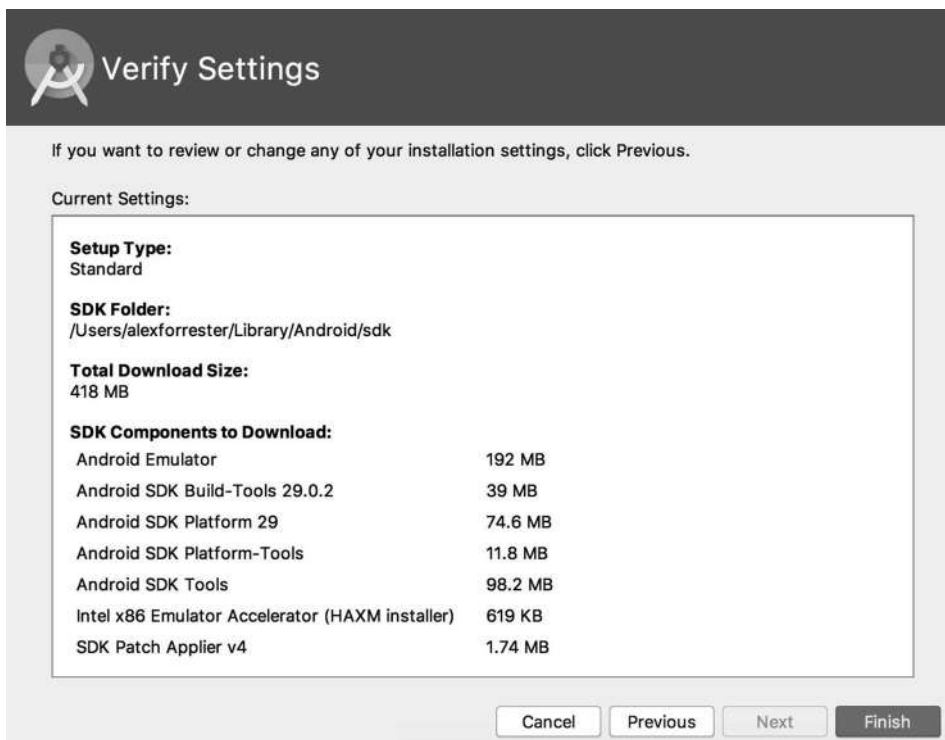 Verify Settings
If you want to review or change any of your installation settings, click Previous.
Current Settings:
Setup Type:
Standard
SDK Folder:
/Users/alexforrester/Library/Android/sdk
Total Download Size:
418 MB
SDK Components to Download:
Android Emulator 192 MB
Android SDK Build-Tools 29.0.2 39 MB
Android SDK Platform 29 74.6 MB
Android SDK Platform-Tools 11.8 MB
Android SDK Tools 98.2 MB
Intel x86 Emulator Accelerator (HAXM installer) 619 KB
SDK Patch Applier v4 1.74 MB
Cancel Previous Next Finish